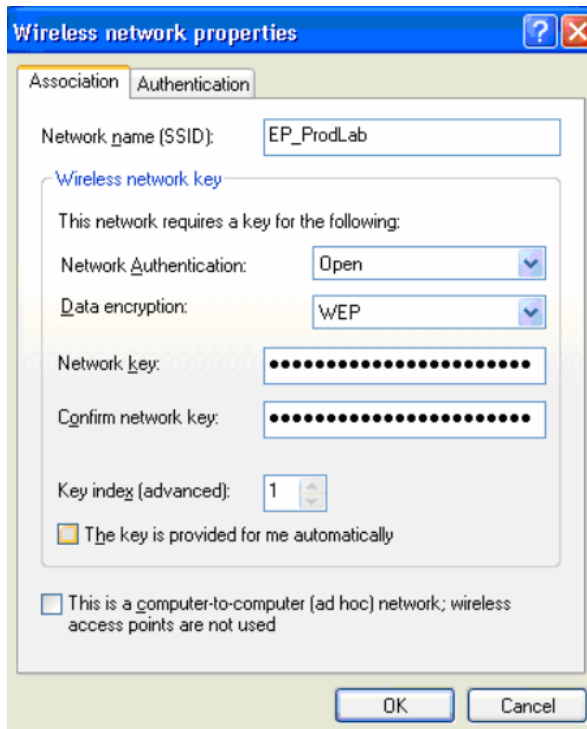 Wireless network properties
Association
Authentication
Network name (SSID):
EP_ProdLab
Wireless network key
This network requires a key for the following:
Network Authentication:
Open
Data encryption:
WEP
Network key:
•••••••••••••••••••••••
Confirm network key:
•••••••••••••••••••••••
Key index (advanced):
1
The key is provided for me automatically
This is a computer-to-computer (ad hoc) network; wireless
access points are not used
OK
Cancel